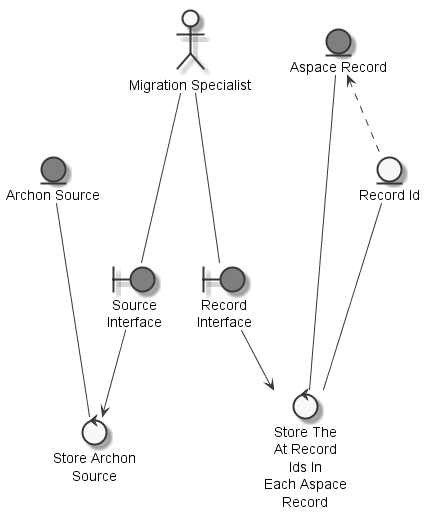 Aspace Record
Migration Specialist
Archon Source
Record Id
Source
Interface
Record
Interface
Store Archon
Source
Store The
At Record
Ids In
Each Aspace
Record